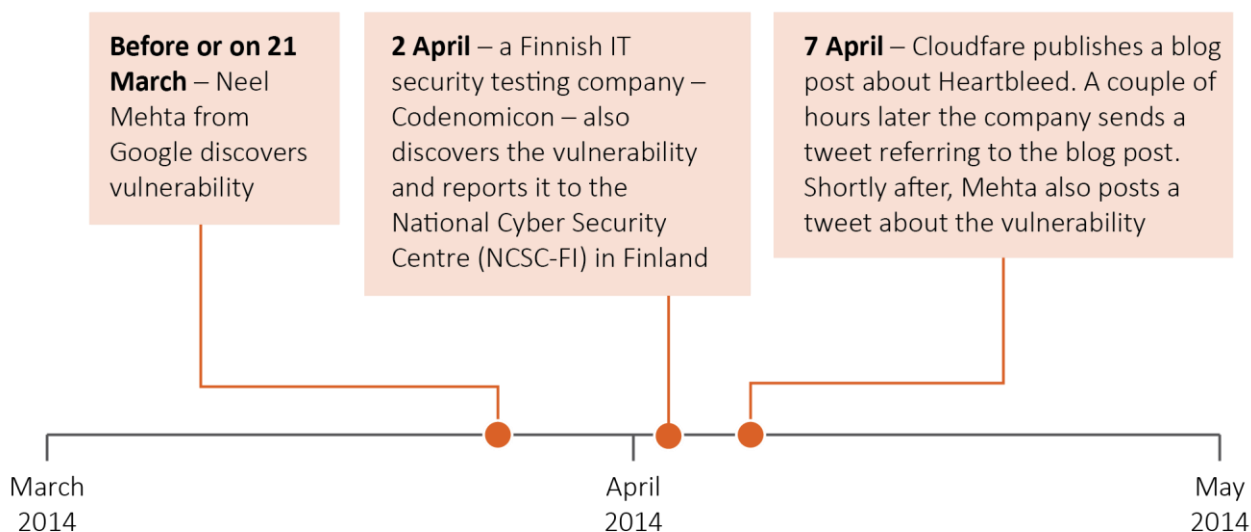 Before or on 21
March – Neel
Mehta from
Google discovers
vulnerability
2 April – a Finnish IT
security testing company –
Codenomicon – also
discovers the vulnerability
and reports it to the
National Cyber Security
Centre (NCSC-FI) in Finland
7 April – Cloudfare publishes a blog
post about Heartbleed. A couple of
hours later the company sends a
tweet referring to the blog post.
Shortly after, Mehta also posts a
tweet about the vulnerability
March
2014
April
2014
May
2014